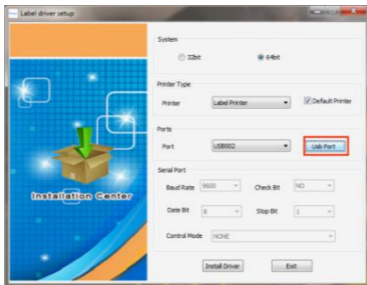 Label driver setup
System
32bit
64bit
Printer Type
Printer
Label Printer
Default Printer
Ports
Port
USB002
Usb Port
Serial Port
Baud Rate
9600
Check Bit
NO
Date Bit
8
Stop Bit
1
Control Mode
NONE
Installation Center
Install Driver
Exit